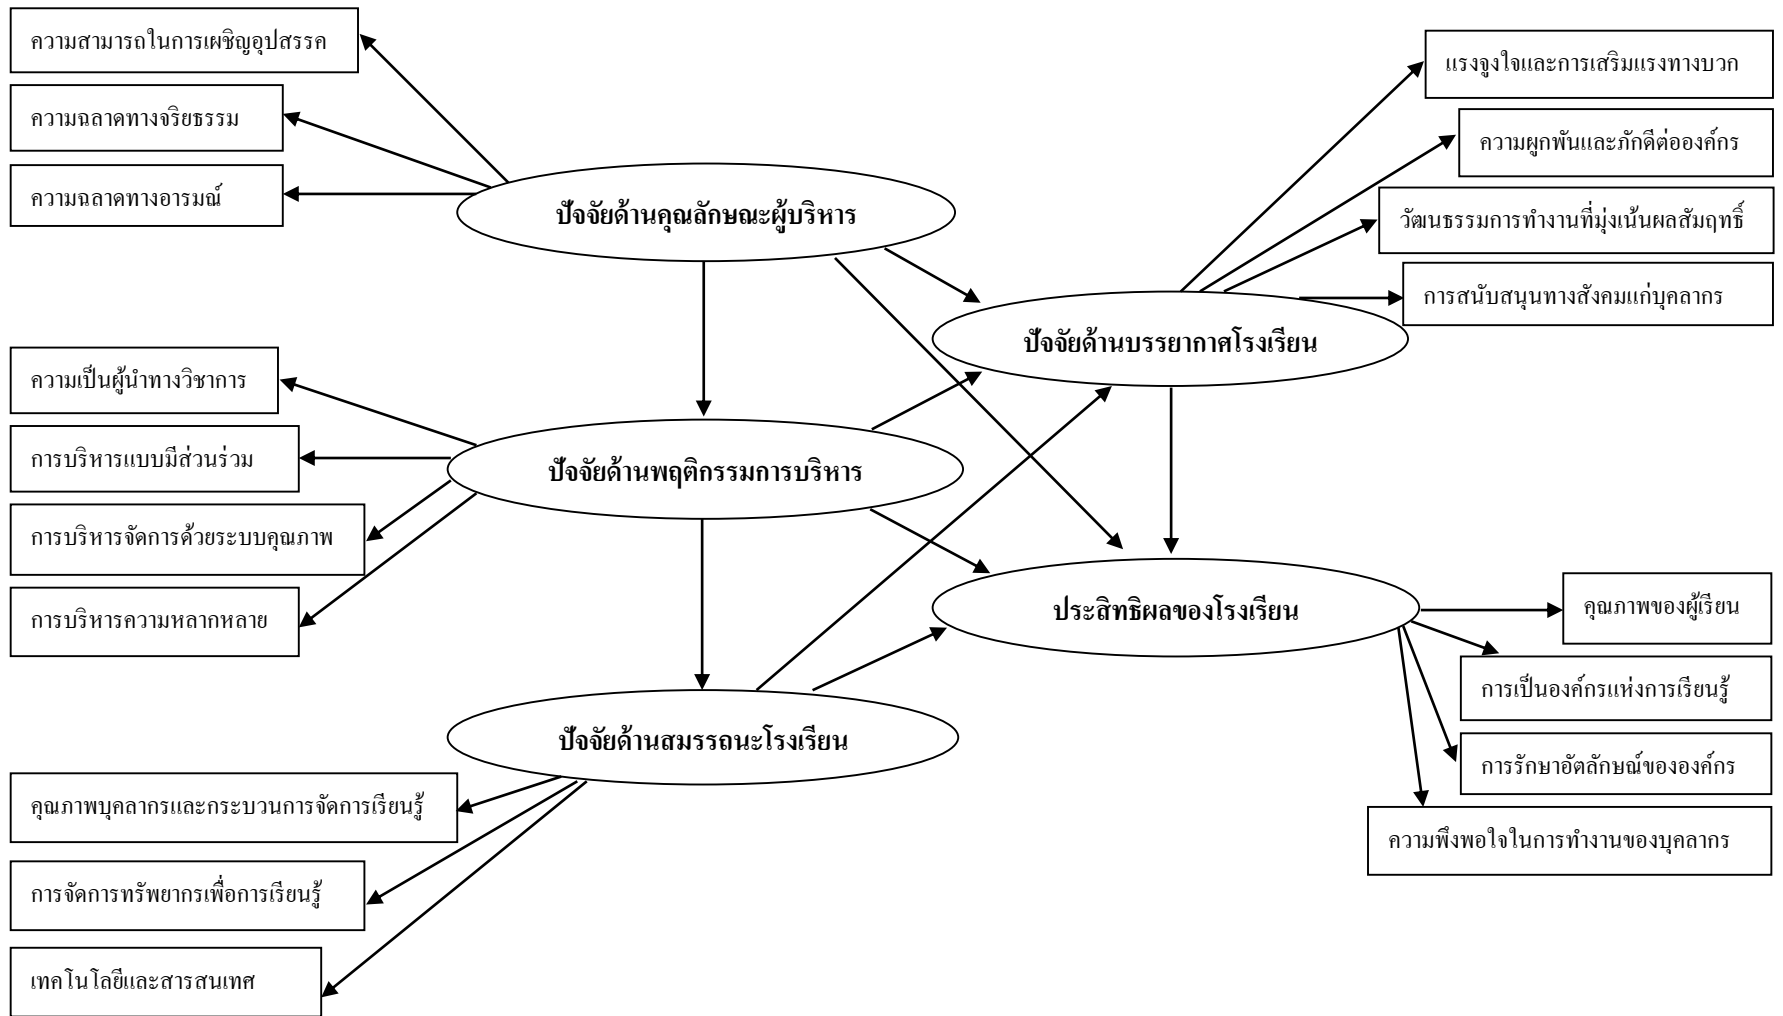 ความสามารถในการเผชิญอุปสรรค
ความฉลาดทางจริยธรรม
ความฉลาดทางอารมณ์
ปัจจัยด้านคุณลักษณะผู้บริหาร
แรงจูงใจและการเสริมแรงทางบวก
ความผูกพันและภักดีต่อองค์กร
วัฒนธรรมการทำงานที่มุ่งเน้นผลสัมฤทธิ์
การสนับสนุนทางสังคมแก่บุคลากร
ปัจจัยด้านบรรยากาศโรงเรียน
ความเป็นผู้นำทางวิชาการ
การบริหารแบบมีส่วนร่วม
การบริหารจัดการด้วยระบบคุณภาพ
การบริหารความหลากหลาย
ปัจจัยด้านพฤติกรรมการบริหาร
ประสิทธิผลของโรงเรียน
คุณภาพของผู้เรียน
การเป็นองค์กรแห่งการเรียนรู้
การรักษาอัตลักษณ์ขององค์กร
ความพึงพอใจในการทำงานของบุคลากร
ปัจจัยด้านสมรรถนะโรงเรียน
คุณภาพบุคลากรและกระบวนการจัดการเรียนรู้
การจัดการทรัพยากรเพื่อการเรียนรู้
เทคโนโลยีและสารสนเทศ